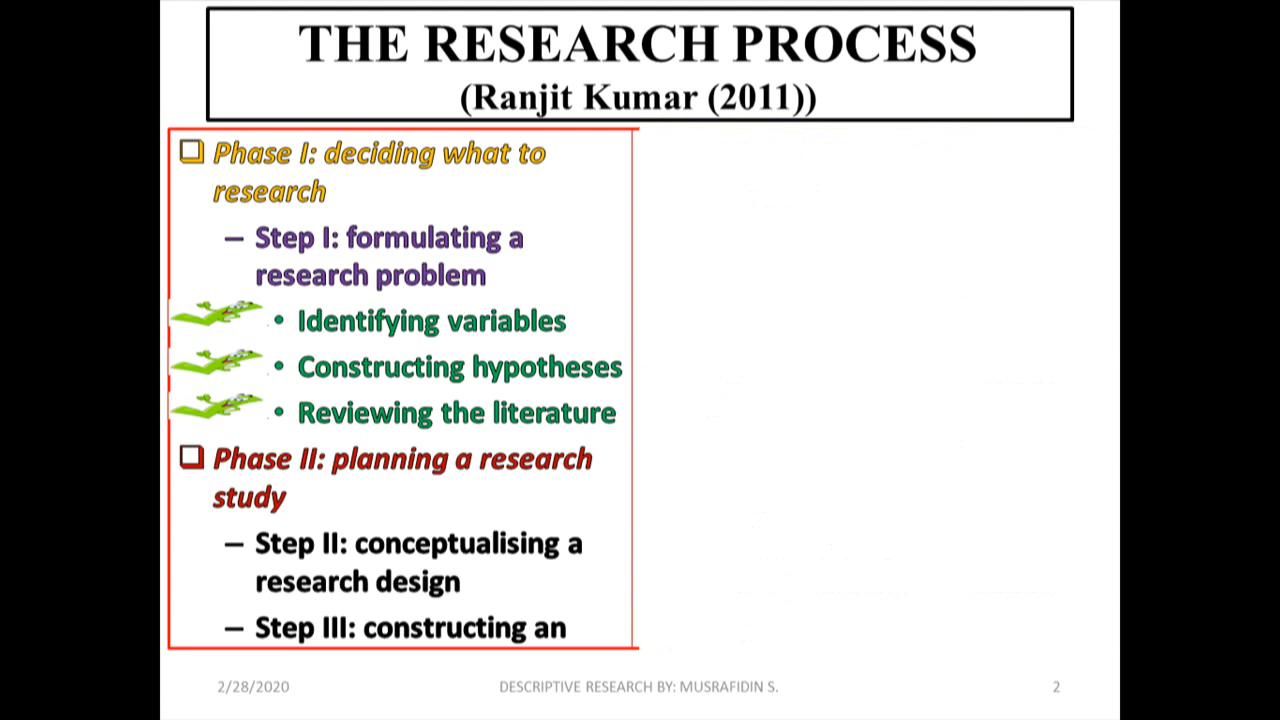 THE RESEARCH PROCESS
(Ranjit Kumar (2011))
Phase I: deciding what to
research
– Step I: formulating a
research problem
• Identifying variables
• Constructing hypotheses
• Reviewing the literature
Phase II: planning a research
study
– Step II: conceptualising a
research design
– Step III: constructing an
2/28/2020
DESCRIPTIVE RESEARCH BY: MUSRAFIDIN S.
2